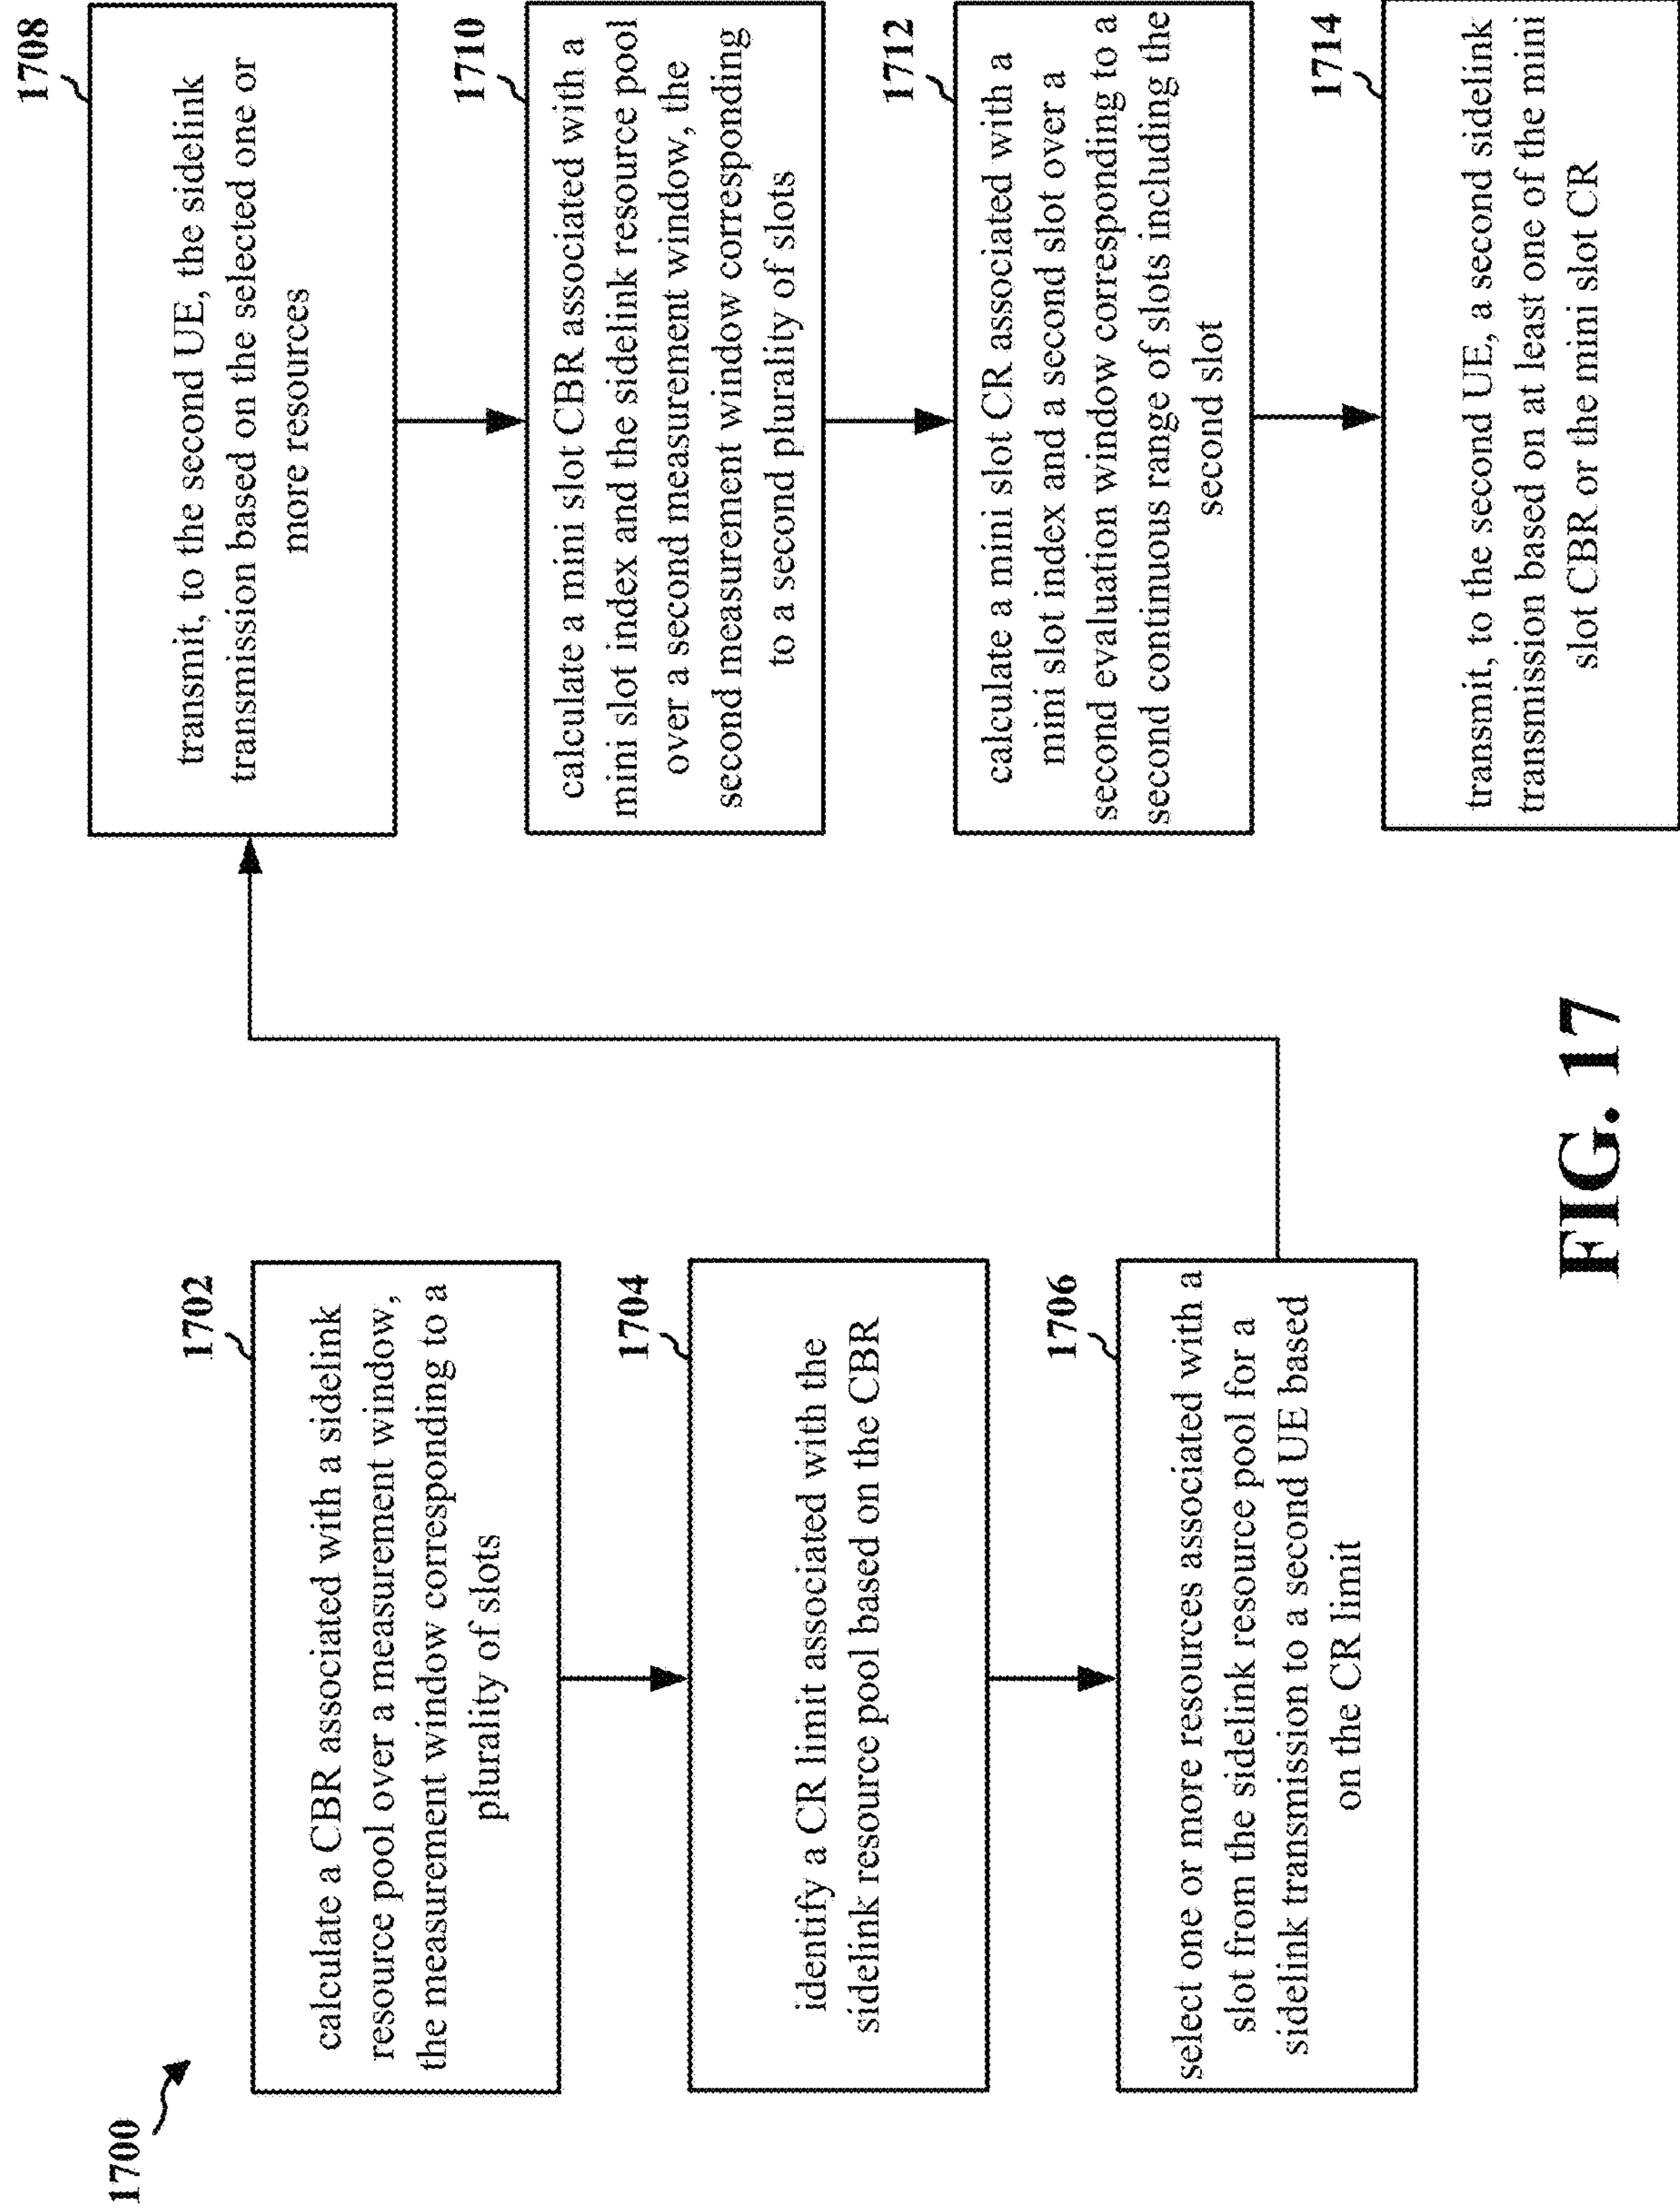 1700
1702
calculate a CBR associated with a sidelink
resource pool over a measurement window,
the measurement window corresponding to a
plurality of slots
1704
identify a CR limit associated with the
sidelink resource pool based on the CBR
1706
select one or more resources associated with a
slot from the sidelink resource pool for a
sidelink transmission to a second UE based
on the CR limit
1708
transmit, to the second UE, the sidelink
transmission based on the selected one or
more resources
1710
calculate a mini slot CBR associated with a
mini slot index and the sidelink resource pool
over a second measurement window, the
second measurement window corresponding
to a second plurality of slots
1712
calculate a mini slot CR associated with a
mini slot index and a second slot over a
second evaluation window corresponding to a
second continuous range of slots including the
second slot
1714
transmit, to the second UE, a second sidelink
transmission based on at least one of the mini
slot CBR or the mini slot CR
FIG. 17